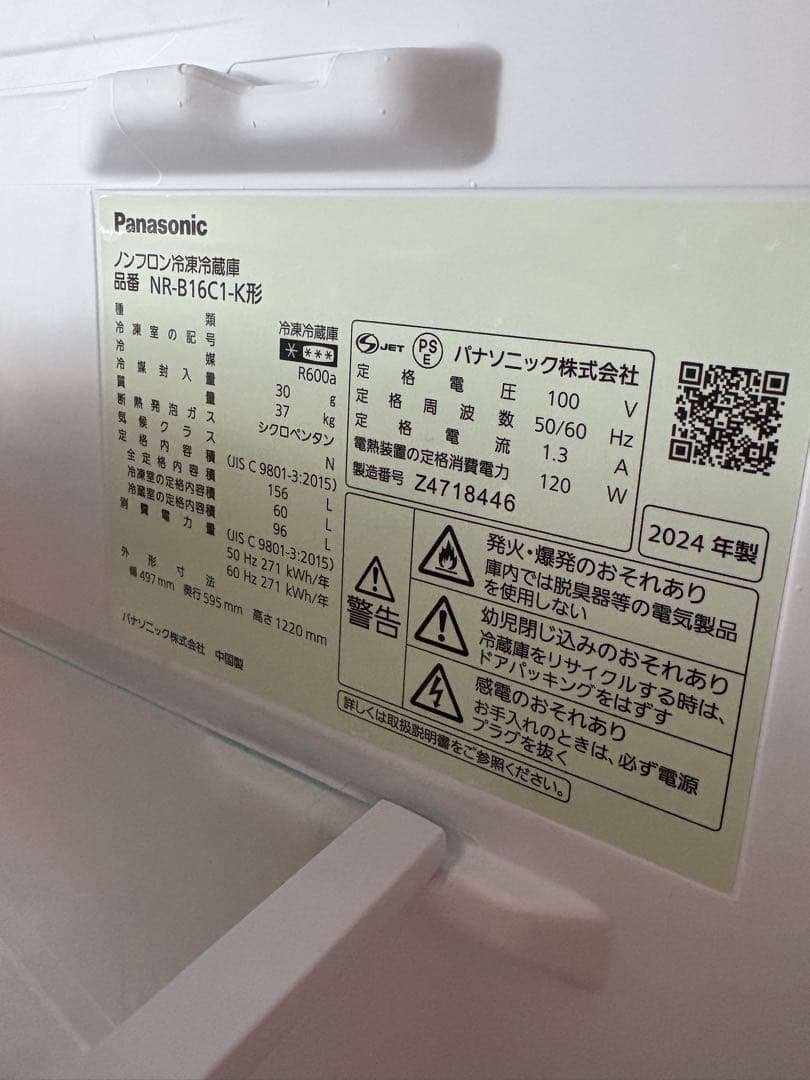 Panasonic
ノンフロン冷凍冷蔵庫
品番 NR-B16C1-K形
種類 冷凍冷蔵庫
冷凍室の記号 * ***
冷媒 R600a
冷媒封入量 30 g
質量 37 kg
断熱発泡ガス シクロペンタン
気候クラス N
定格内容積 (JIS C 9801-3:2015)
全定格内容積 156 L
冷凍室の定格内容積 60 L
冷蔵室の定格内容積 96 L
消費電力量 (JIS C 9801-3:2015)
50 Hz 271 kWh/年
60 Hz 271 kWh/年
外形寸法
幅 497 mm 奥行 595 mm 高さ 1220 mm
パナソニック株式会社 中国製
S JET PS E パナソニック株式会社
定格電圧 100 V
定格周波数 50/60 Hz
定格電流 1.3 A
電熱装置の定格消費電力 120 W
製造番号 Z4718446
2024 年製
警告
発火・爆発のおそれあり
庫内では脱臭器等の電気製品
を使用しない
幼児閉じ込みのおそれあり
冷蔵庫をリサイクルする時は、
ドアパッキングをはずす
感電のおそれあり
お手入れのときは、必ず電源
プラグを抜く
詳しくは取扱説明書をご参照ください。